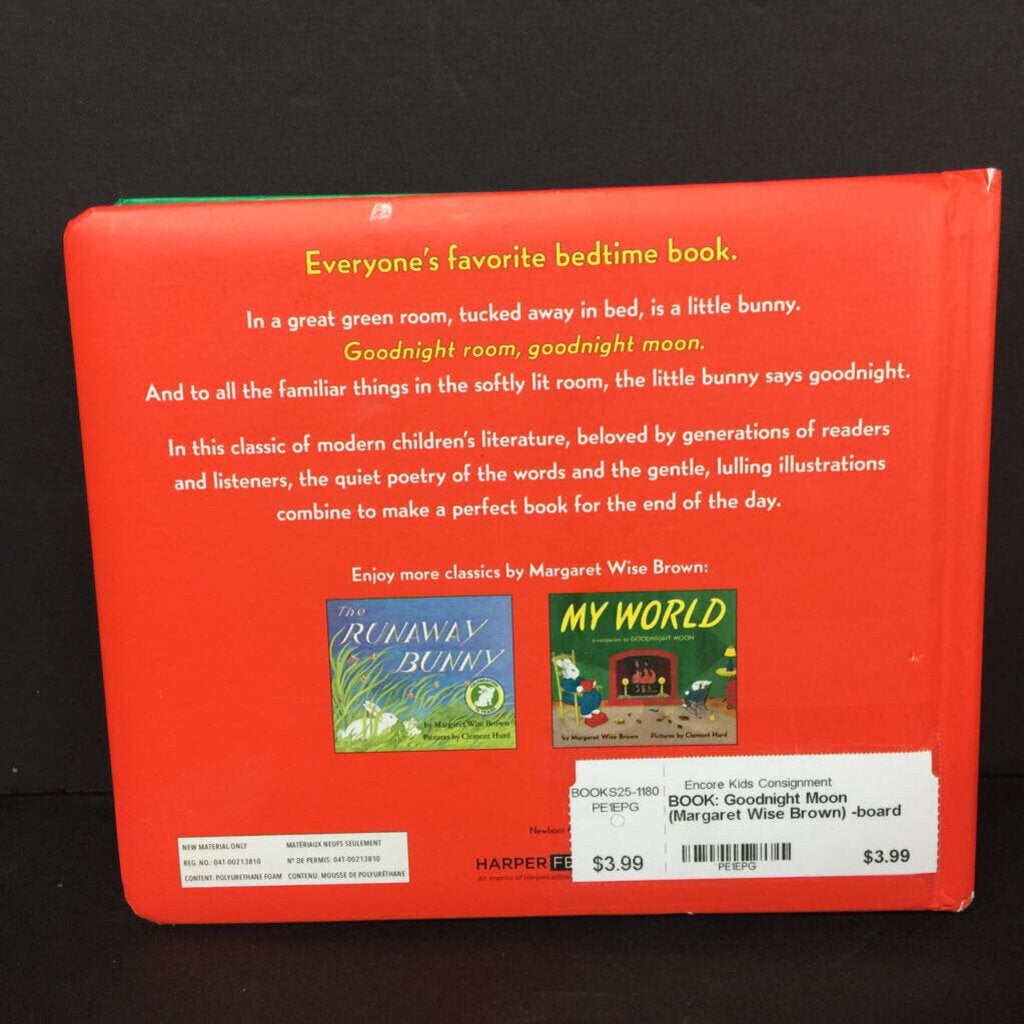 Everyone's favorite bedtime book.
In a great green room, tucked away in bed, is a little bunny.
Goodnight room, goodnight moon.
And to all the familiar things in the softly lit room, the little bunny says goodnight.
In this classic of modern children's literature, beloved by generations of readers
and listeners, the quiet poetry of the words and the gentle, lulling illustrations
combine to make a perfect book for the end of the day.
Enjoy more classics by Margaret Wise Brown:
The
RUNAWAY
BUNNY
by Margaret Wise Brown
Pictures by Clement Hurd
MY WORLD
a companion to GOODNIGHT MOON
by Margaret Wise Brown Pictures by Clement Hurd
NEW MATERIAL ONLY MATÉRIAUX NEUFS SEULEMENT
REG. NO. 04T-00213810 N° DE PERMIS: 04T-00213810
CONTENT: POLYURETHANE FOAM CONTENU: MOUSSE DE POLYURÉTHANE
Newborn
HARPER
An imprint of
BOOKS25-1180
PE1EPG
$3.99
Encore Kids Consignment
BOOK: Goodnight Moon
(Margaret Wise Brown) -board
PE1EPG
$3.99